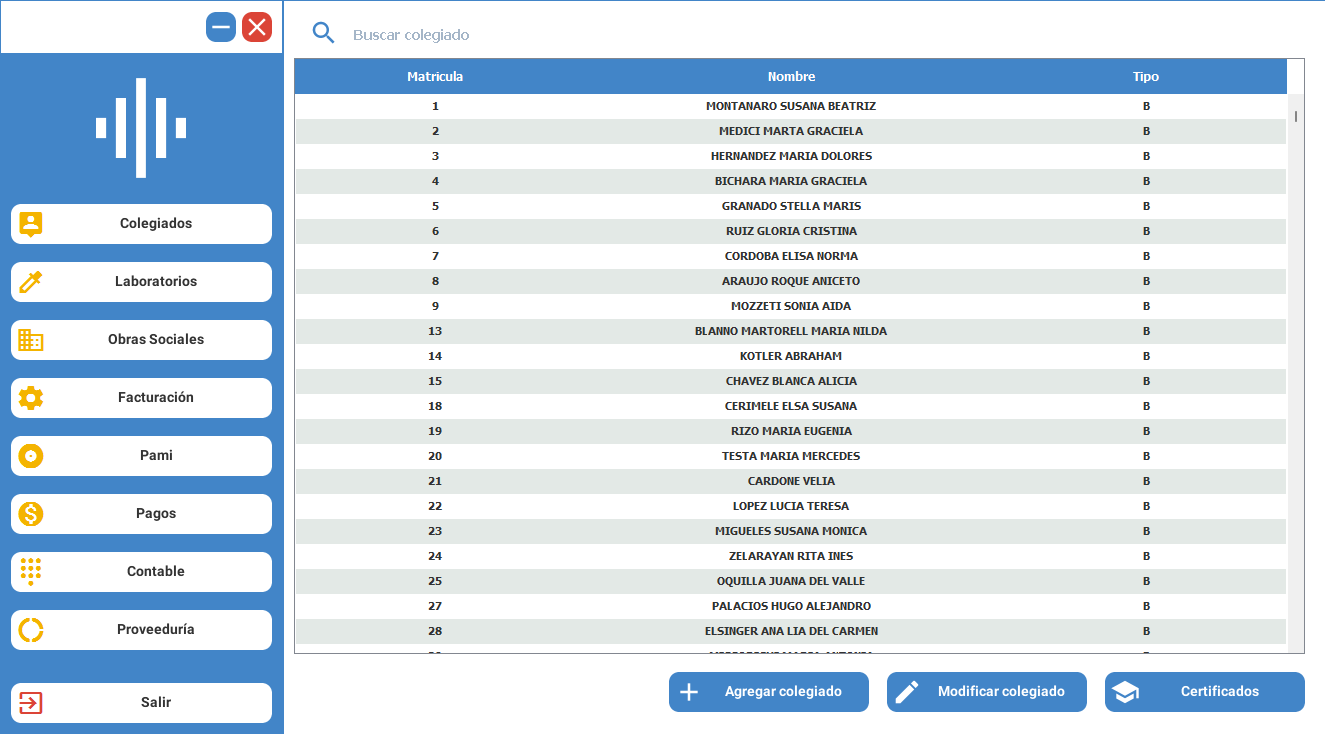 Buscar colegiado
Matricula Nombre Tipo
1 MONTANARO SUSANA BEATRIZ B
2 MEDICI MARTA GRACIELA B
3 HERNANDEZ MARIA DOLORES B
4 BICHARA MARIA GRACIELA B
5 GRANADO STELLA MARIS B
6 RUIZ GLORIA CRISTINA B
7 CORDOBA ELISA NORMA B
8 ARAUJO ROQUE ANICETO B
9 MOZZETI SONIA AIDA B
13 BLANNO MARTORELL MARIA NILDA B
14 KOTLER ABRAHAM B
15 CHAVEZ BLANCA ALICIA B
18 CERIMELE ELSA SUSANA B
19 RIZO MARIA EUGENIA B
20 TESTA MARIA MERCEDES B
21 CARDONE VELIA B
22 LOPEZ LUCIA TERESA B
23 MIGUELES SUSANA MONICA B
24 ZELARAYAN RITA INES B
25 OQUILLA JUANA DEL VALLE B
27 PALACIOS HUGO ALEJANDRO B
28 ELSINGER ANA LIA DEL CARMEN B
Colegiados
Laboratorios
Obras Sociales
Facturación
Pami
Pagos
Contable
Proveeduría
Salir
Agregar colegiado
Modificar colegiado
Certificados